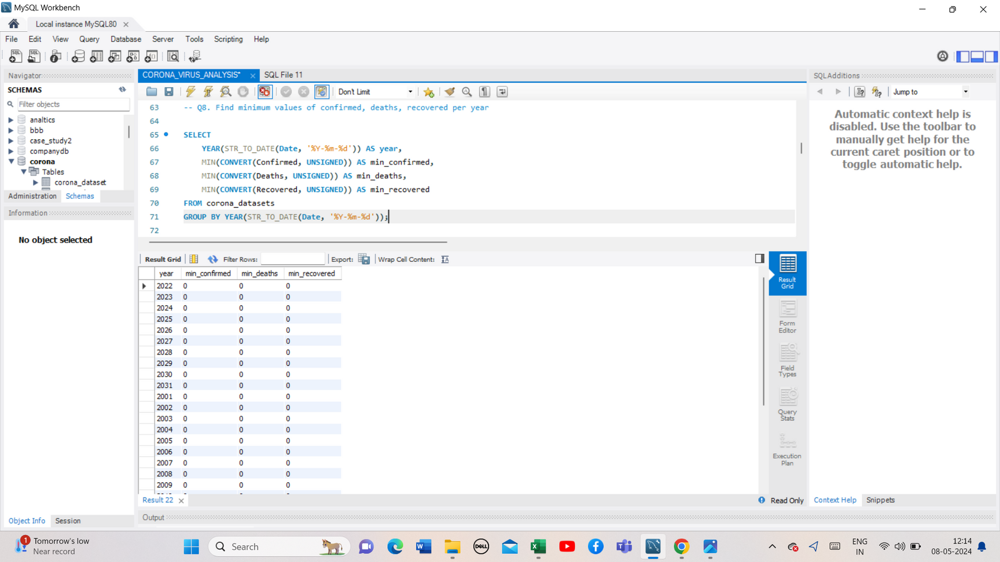 MySQL Workbench
Local instance MySQL80
File Edit View Query Database Server Tools Scripting Help
Navigator
SCHEMAS
Filter objects
analtics
bbb
case_study2
companydb
corona
Tables
corona_dataset
Administration Schemas
Information
No object selected
Object Info Session
CORONA_VIRUS_ANALYSIS* SQL File 11
Don't Limit
63 -- Q8. Find minimum values of confirmed, deaths, recovered per year
64
65 SELECT
66 YEAR(STR_TO_DATE(Date, '%Y-%m-%d')) AS year,
67 MIN(CONVERT(Confirmed, UNSIGNED)) AS min_confirmed,
68 MIN(CONVERT(Deaths, UNSIGNED)) AS min_deaths,
69 MIN(CONVERT(Recovered, UNSIGNED)) AS min_recovered
70 FROM corona_datasets
71 GROUP BY YEAR(STR_TO_DATE(Date, '%Y-%m-%d'));
72
Result Grid Filter Rows: Export: Wrap Cell Content:
year min_confirmed min_deaths min_recovered
2022 0 0 0
2023 0 0 0
2024 0 0 0
2025 0 0 0
2026 0 0 0
2027 0 0 0
2028 0 0 0
2029 0 0 0
2030 0 0 0
2031 0 0 0
2001 0 0 0
2002 0 0 0
2003 0 0 0
2004 0 0 0
2005 0 0 0
2006 0 0 0
2007 0 0 0
2008 0 0 0
2009 0 0 0
Result 22
Read Only
Output
Result
Grid
Form
Editor
Field
Types
Query
Stats
Execution
Plan
SQLAdditions
Jump to
Automatic context help is
disabled. Use the toolbar to
manually get help for the
current caret position or to
toggle automatic help.
Context Help Snippets
1
Tomorrow's low
Near record
Search
DELL
ENG
IN
12:14
08-05-2024